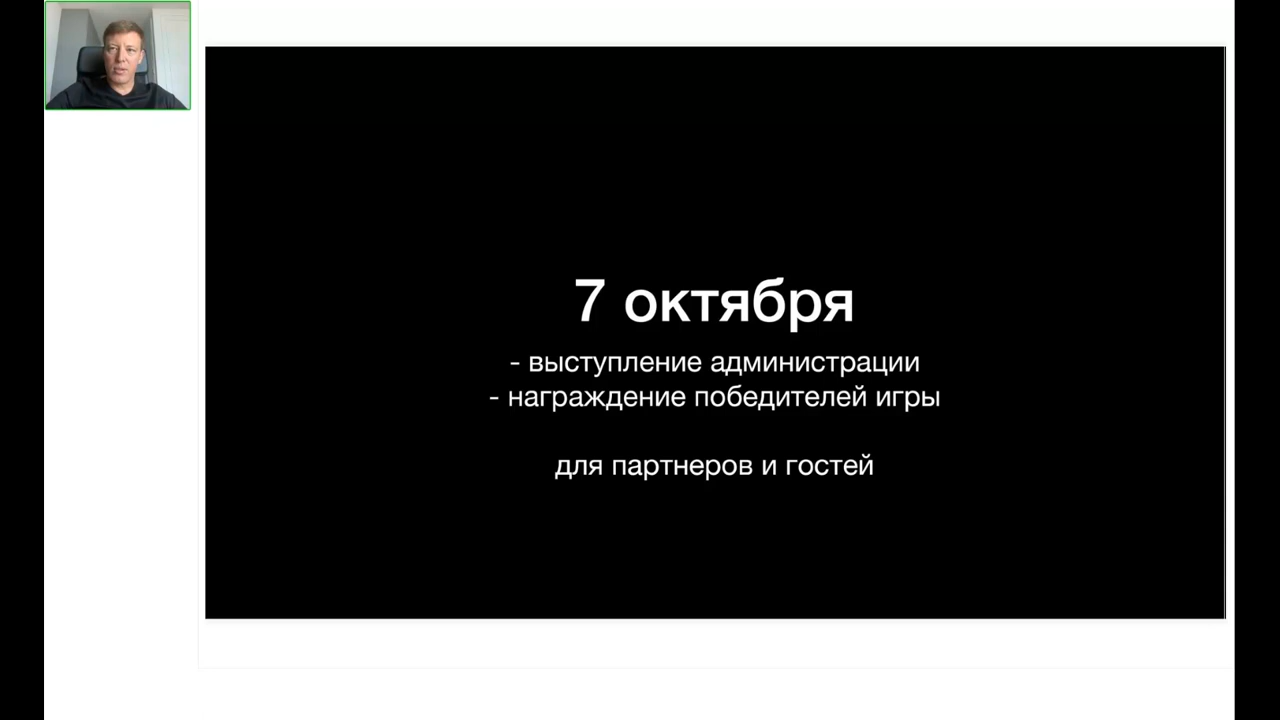 7 октября
- выступление администрации
- награждение победителей игры
для партнеров и гостей